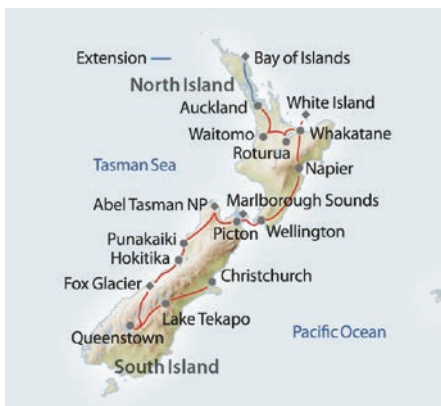 Extension
Bay of Islands
North Island
Auckland
White Island
Waitomo
Whakatane
Roturua
Napier
Tasman Sea
Abel Tasman NP
Marlborough Sounds
Picton
Wellington
Punakaiki
Hokitika
Christchurch
Fox Glacier
Lake Tekapo
Queenstown
Pacific Ocean
South Island